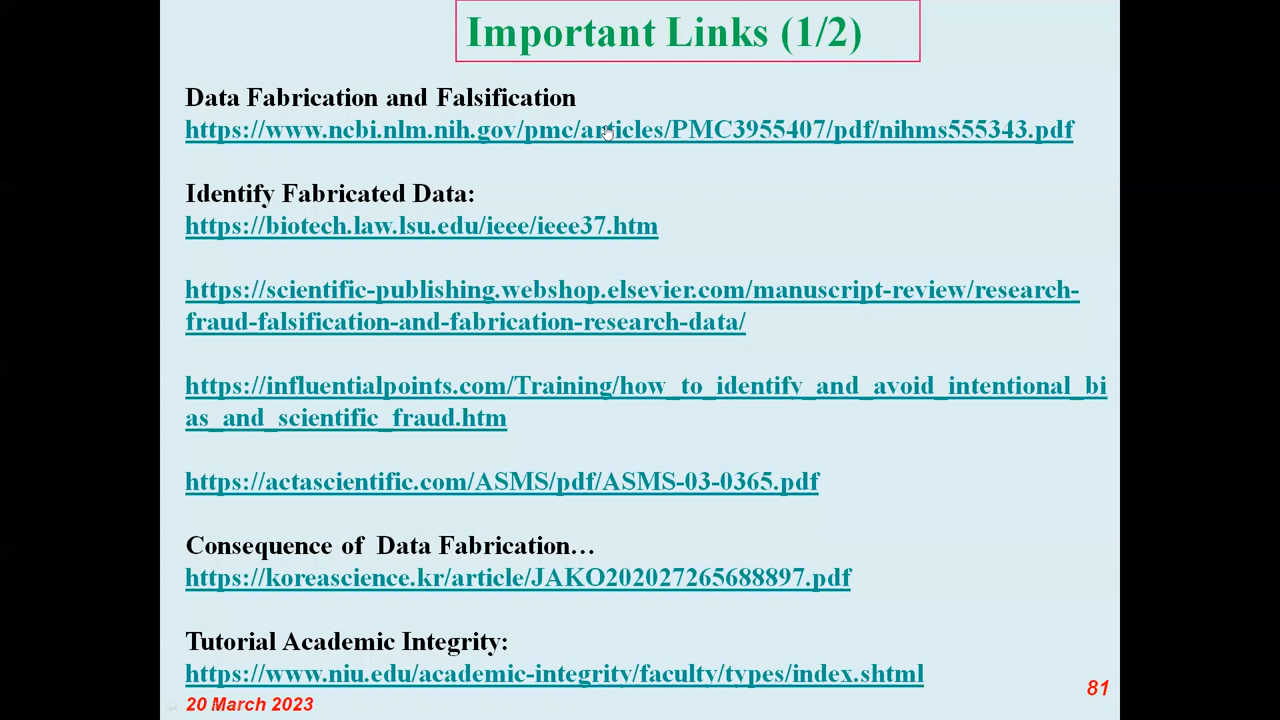 Important Links (1/2)
Data Fabrication and Falsification
https://www.ncbi.nlm.nih.gov/pmc/articles/PMC3955407/pdf/nihms555343.pdf
Identify Fabricated Data:
https://biotech.law.lsu.edu/ieee/ieee37.htm
https://scientific-publishing.webshop.elsevier.com/manuscript-review/research-
fraud-falsification-and-fabrication-research-data/
https://influentialpoints.com/Training/how_to_identify_and_avoid_intentional_bi
as_and_scientific_fraud.htm
https://actascientific.com/ASMS/pdf/ASMS-03-0365.pdf
Consequence of  Data Fabrication…
https://koreascience.kr/article/JAKO202027265688897.pdf
Tutorial Academic Integrity:
https://www.niu.edu/academic-integrity/faculty/types/index.shtml
20 March 2023
81